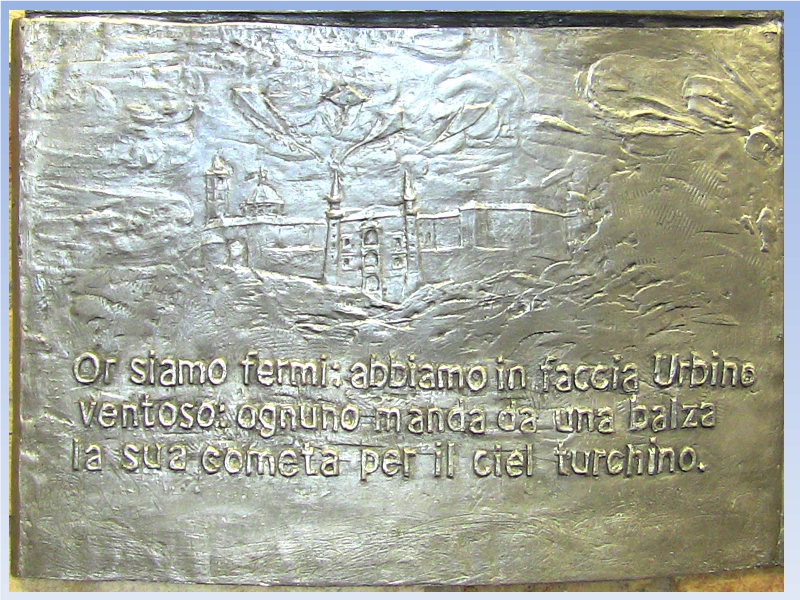 Or siamo fermi: abbiamo in faccia Urbino
ventoso: ognuno manda da una balza
la sua cometa per il ciel turchino.